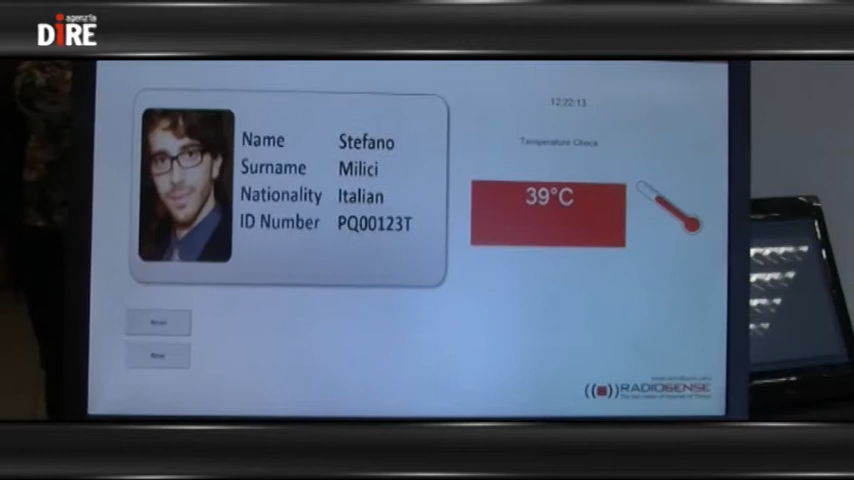 agenzia
DiRE
12:22:13
Name Stefano
Surname Milici
Nationality Italian
ID Number PQ00123T
Temperature Check
39°C
RADIOSENSE